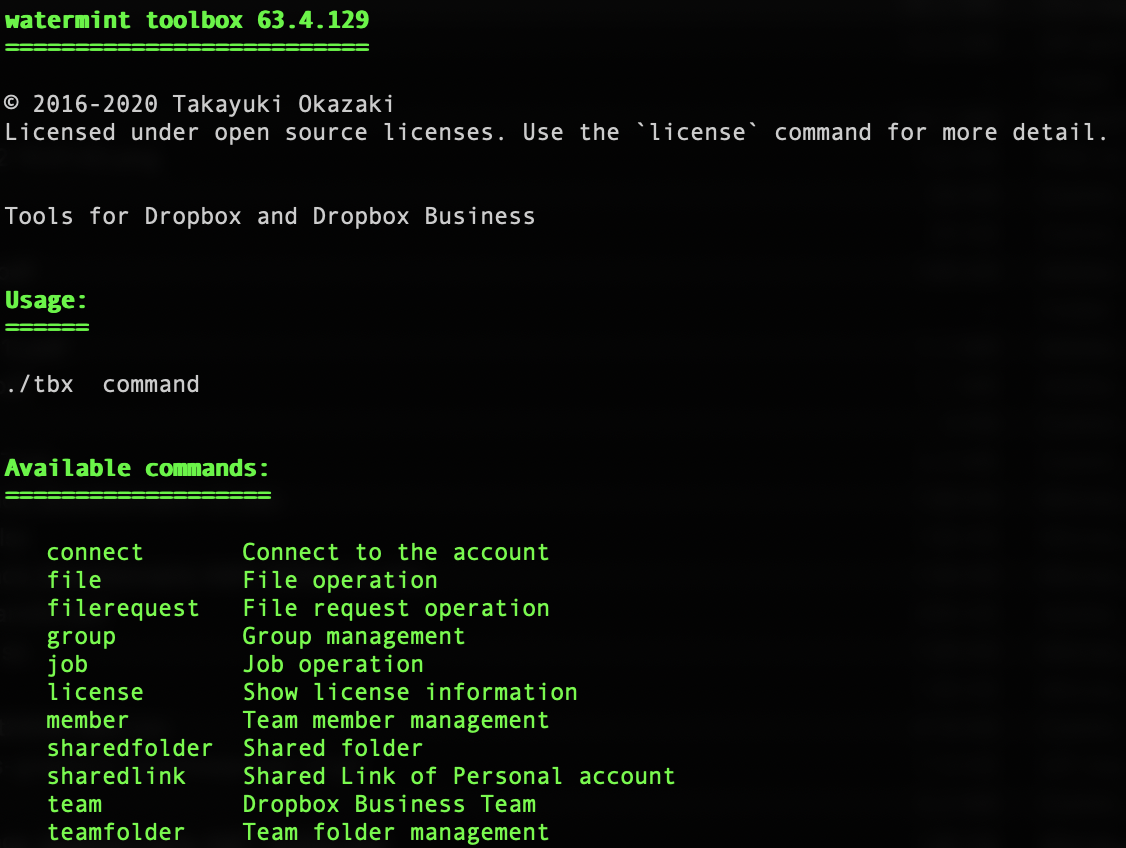 watermint toolbox 63.4.129
==========================
© 2016-2020 Takayuki Okazaki
Licensed under open source licenses. Use the `license` command for more detail.
Tools for Dropbox and Dropbox Business
Usage:
======
./tbx  command
Available commands:
===================
connect       Connect to the account
file          File operation
filerequest   File request operation
group         Group management
job           Job operation
license       Show license information
member        Team member management
sharedfolder  Shared folder
sharedlink    Shared Link of Personal account
team          Dropbox Business Team
teamfolder    Team folder management